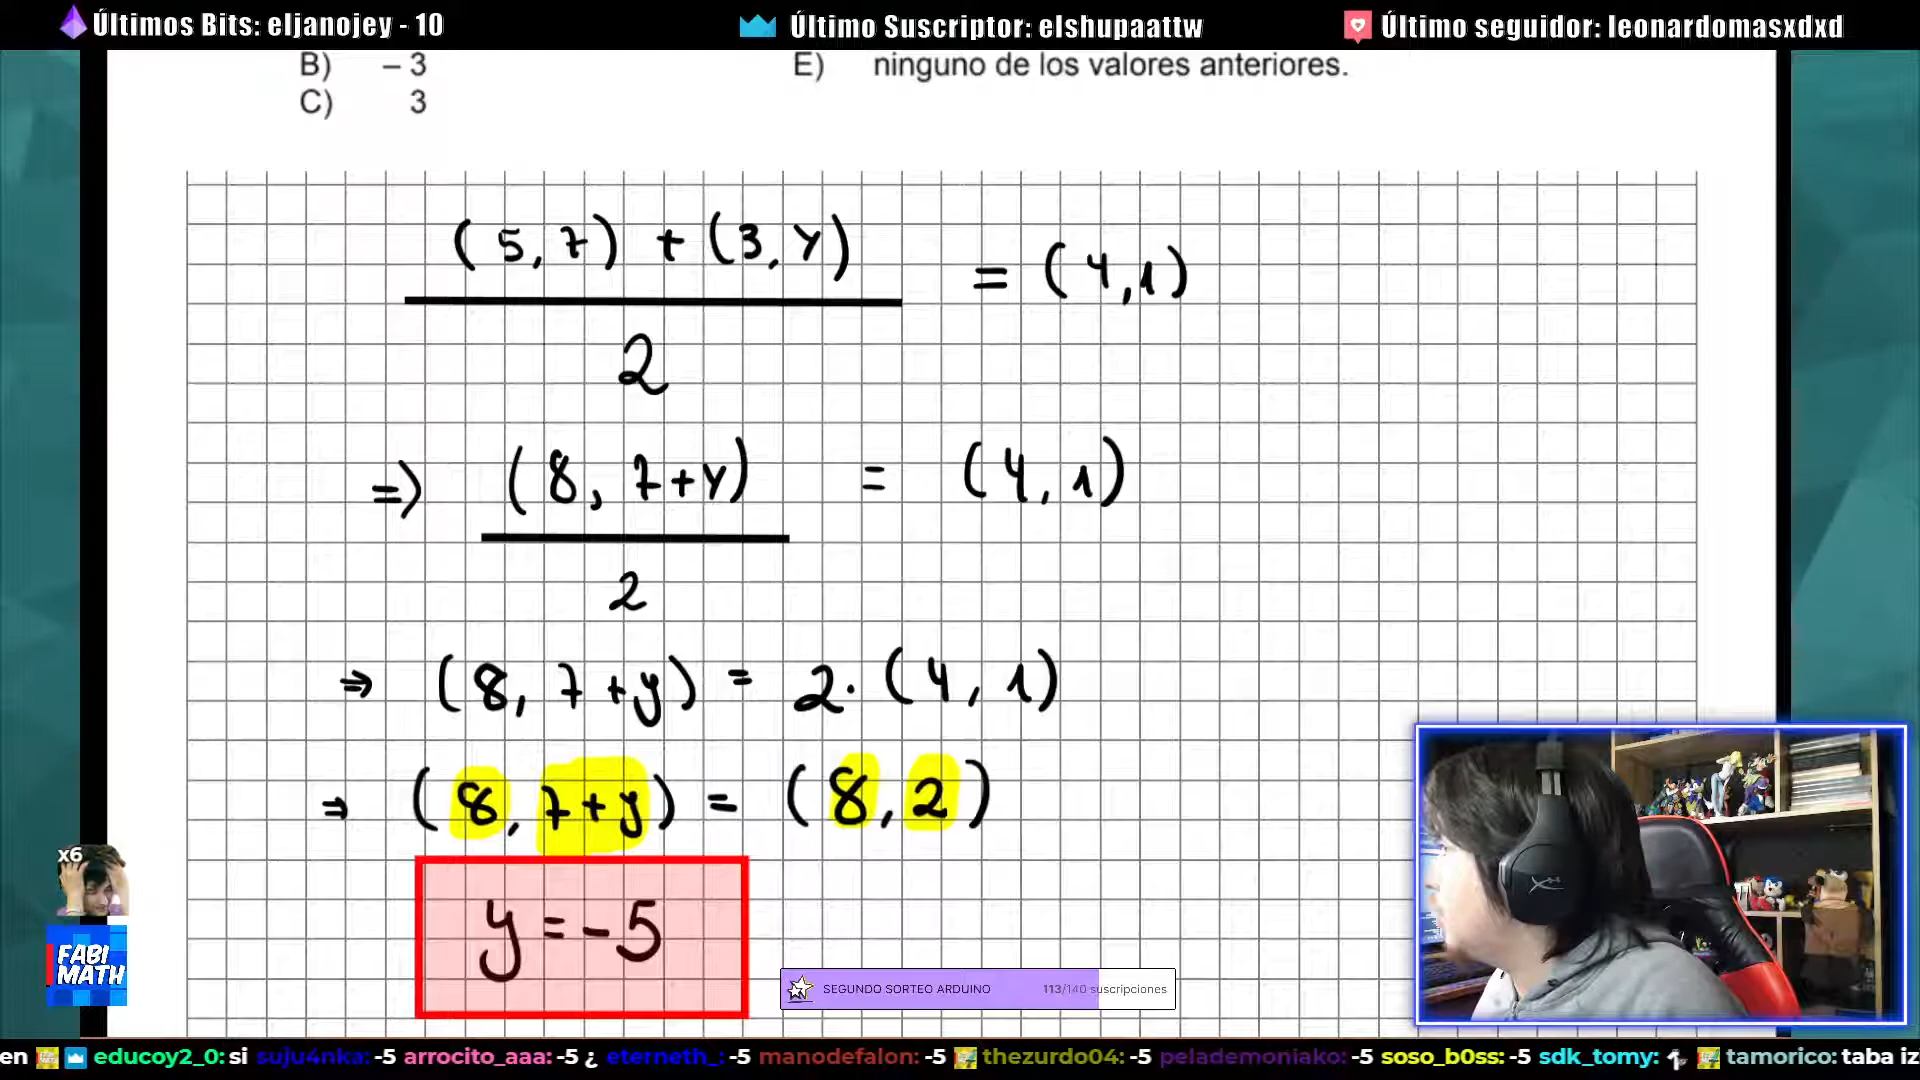 Últimos Bits: eljanojey - 10 Último Suscriptor: elshupaattw Último seguidor: leonardomasxdxd
B) – 3 E) ninguno de los valores anteriores.
C) 3
(5,7) + (3,y)
= (4,1)
2
=> (8, 7+y) = (4,1)
2
⇒ (8, 7+y) = 2·(4,1)
⇒ (8, 7+y) = (8,2)
y = -5
x6
FABI
MATH
SEGUNDO SORTEO ARDUINO 113/140 suscripciones
en educoy2_0: si suju4nka: -5 arrocito_aaa: -5 ¿ eterneth_: -5 manodefalon: -5 thezurdo04: -5 pelademoniako: -5 soso_b0ss: -5 sdk_tomy: tamorico: taba iz